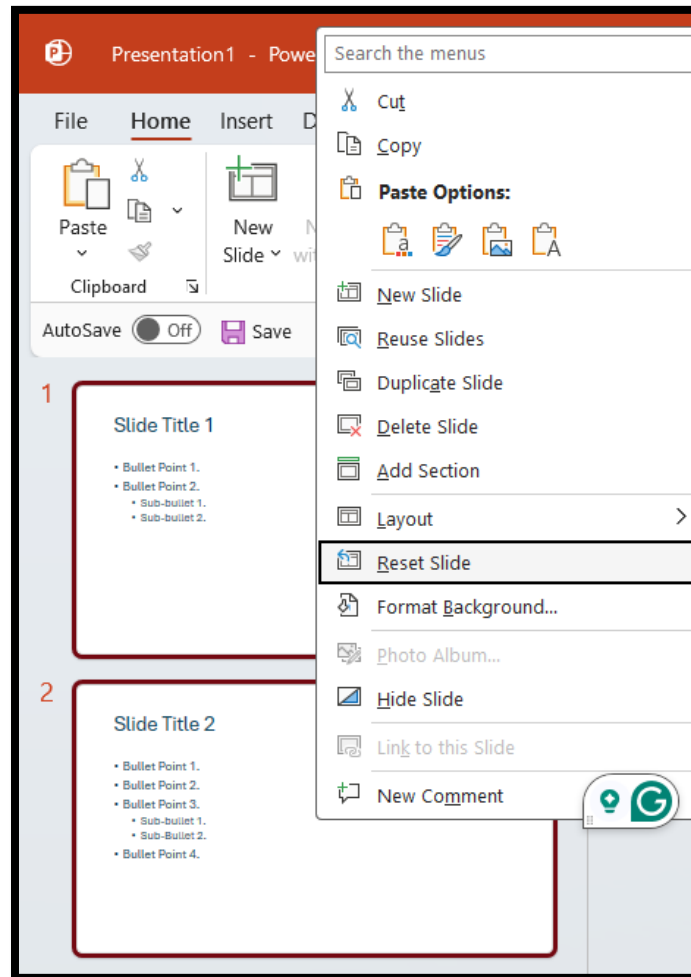 Presentation1 - Powe
Search the menus
File Home Insert D
Paste
New
Slide
N
wit
Clipboard
AutoSave Off Save
Cut
Copy
Paste Options:
New Slide
Reuse Slides
Duplicate Slide
Delete Slide
Add Section
Layout
Reset Slide
Format Background...
Photo Album...
Hide Slide
Link to this Slide
New Comment
1
Slide Title 1
• Bullet Point 1.
• Bullet Point 2.
• Sub-bullet 1.
• Sub-bullet 2.
2
Slide Title 2
• Bullet Point 1.
• Bullet Point 2.
• Bullet Point 3.
• Sub-bullet 1.
• Sub-Bullet 2.
• Bullet Point 4.